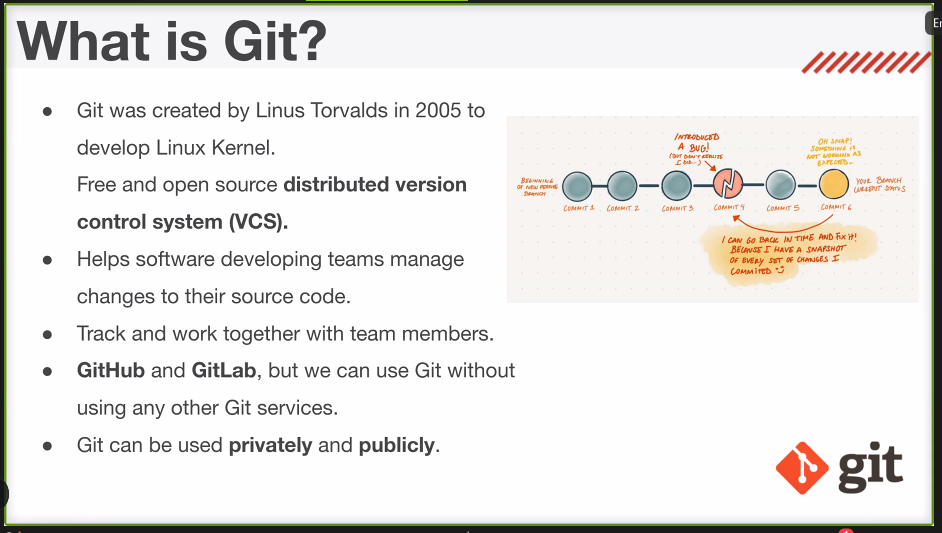 What is Git?
● Git was created by Linus Torvalds in 2005 to
develop Linux Kernel.
Free and open source distributed version
control system (VCS).
● Helps software developing teams manage
changes to their source code.
● Track and work together with team members.
● GitHub and GitLab, but we can use Git without
using any other Git services.
● Git can be used privately and publicly.
INTRODUCED
A BUG!
(BUT DON'T REALIZE
I DID...)
OH SNAP!
SOMETHING IS
NOT WORKING AS
EXPECTED...
BEGINNING
OF NEW FEATURE
BRANCH
YOUR BRANCH
CURRENT STATUS
COMMIT 1
COMMIT 2
COMMIT 3
COMMIT 4
COMMIT 5
COMMIT 6
I CAN GO BACK IN TIME AND FIX IT!
BECAUSE I HAVE A SNAPSHOT
OF EVERY SET OF CHANGES I
COMMITED
git